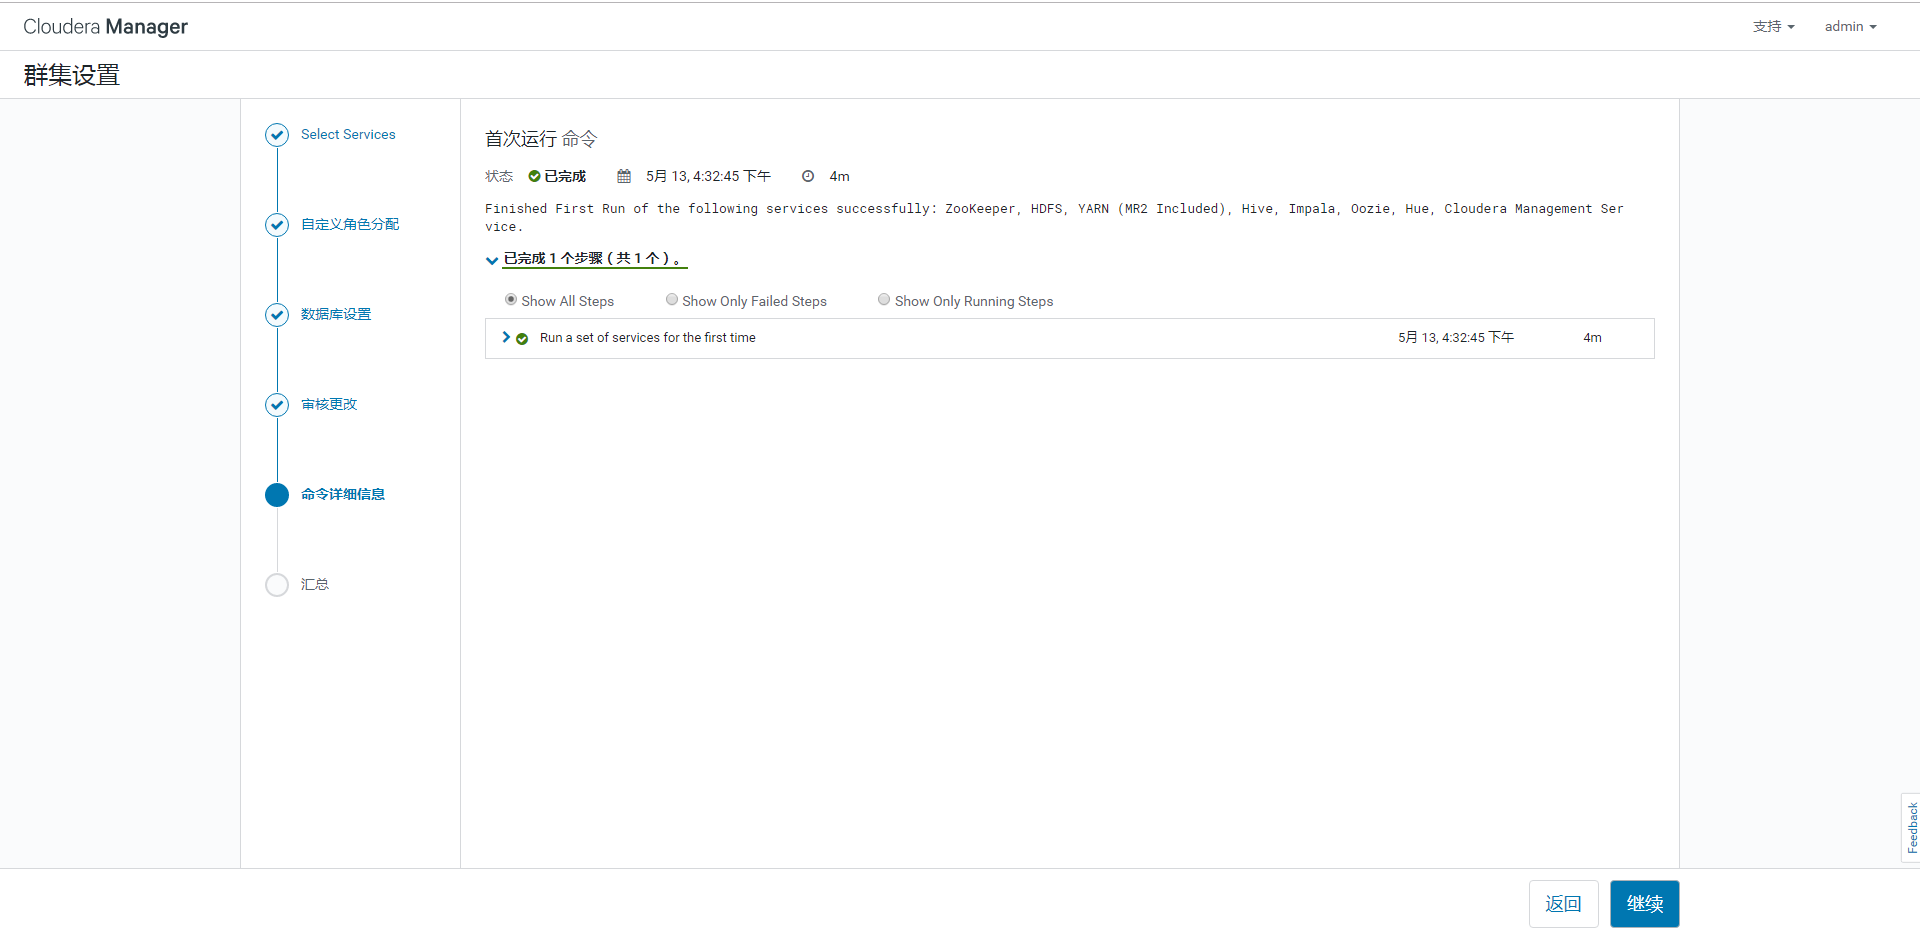 Cloudera Manager
支持
admin
群集设置
Select Services
自定义角色分配
数据库设置
审核更改
命令详细信息
汇总
首次运行 命令
状态 已完成 5月 13, 4:32:45 下午 4m
Finished First Run of the following services successfully: ZooKeeper, HDFS, YARN (MR2 Included), Hive, Impala, Oozie, Hue, Cloudera Management Ser
vice.
已完成 1 个步骤（共 1 个）。
Show All Steps Show Only Failed Steps Show Only Running Steps
Run a set of services for the first time 5月 13, 4:32:45 下午 4m
Feedback
返回 继续